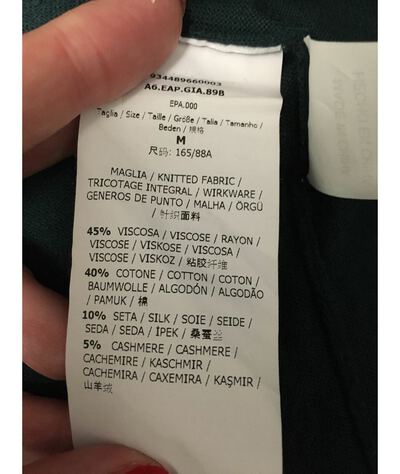 934489660003
A6.EAP.GIA.89B
EPA.000
Taglia / Size / Taille / Größe / Talla / Tamanho /
Beden / 规格
M
尺码: 165/88A
MAGLIA / KNITTED FABRIC /
TRICOTAGE INTEGRAL / WIRKWARE /
GENEROS DE PUNTO / MALHA / ÖRGÜ
/ 针织面料
45% VISCOSA / VISCOSE / RAYON /
VISCOSE / VISKOSE / VISCOSA /
VISCOSE / VISKOZ / 粘胶纤维
40% COTONE / COTTON / COTON /
BAUMWOLLE / ALGODÓN / ALGODÃO
/ PAMUK / 棉
10% SETA / SILK / SOIE / SEIDE /
SEDA / SEDA / İPEK / 桑蚕丝
5% CASHMERE / CASHMERE /
CACHEMIRE / KASCHMIR /
CACHEMIRA / CAXEMIRA / KAŞMIR /
山羊绒